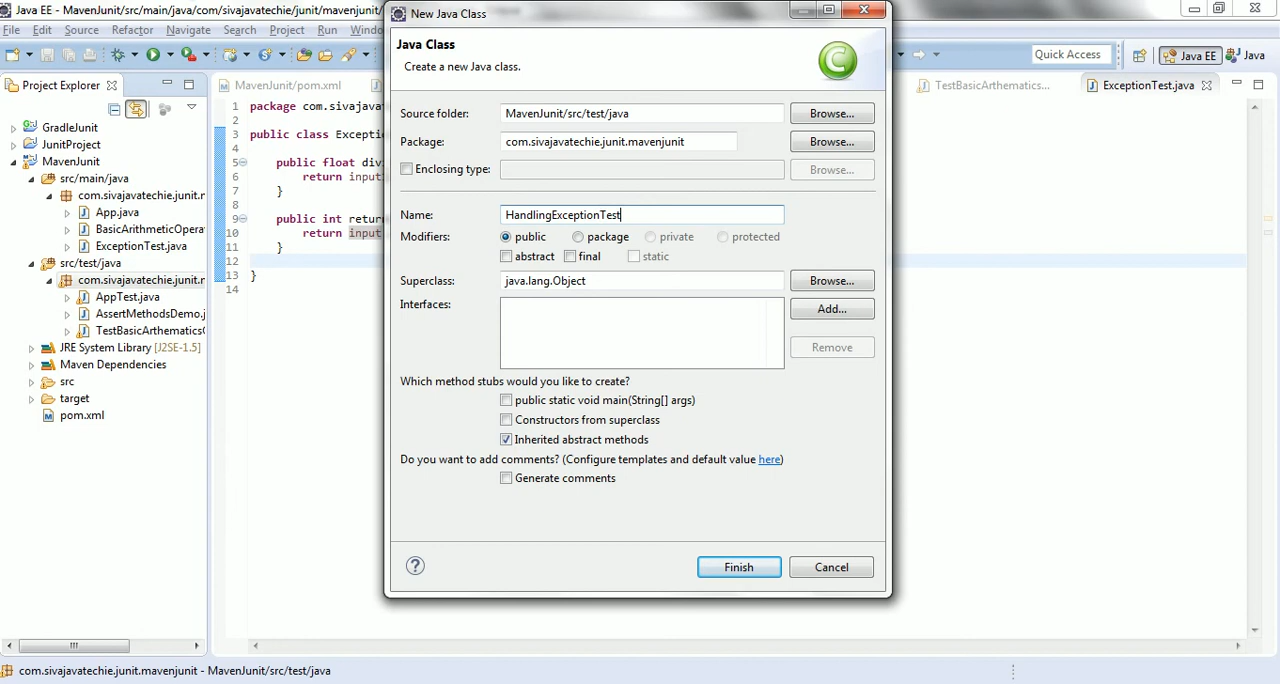 Java EE - MavenJunit/src/main/java/com/sivajavatechie/junit/mavenjunit/
New Java Class
File Edit Source Refactor Navigate Search Project Run Windo
Java Class
Create a new Java class.
Quick Access
Java EE
Java
Project Explorer
MavenJunit/pom.xml
TestBasicArthematics...
ExceptionTest.java
GradleJunit
JunitProject
MavenJunit
src/main/java
com.sivajavatechie.junit.m
App.java
BasicArithmeticOpera
ExceptionTest.java
src/test/java
com.sivajavatechie.junit.m
AppTest.java
AssertMethodsDemo.j
TestBasicArthematicsO
JRE System Library [J2SE-1.5]
Maven Dependencies
src
target
pom.xml
1 package com.sivajavat
2
3 public class Excepti
4
5 public float divi
6 return input
7 }
8
9 public int retur
10 return input
11 }
12
13 }
14
Source folder: MavenJunit/src/test/java Browse...
Package: com.sivajavatechie.junit.mavenjunit Browse...
Enclosing type: Browse...
Name: HandlingExceptionTest
Modifiers: public package private protected
abstract final static
Superclass: java.lang.Object Browse...
Interfaces: Add...
Remove
Which method stubs would you like to create?
public static void main(String[] args)
Constructors from superclass
Inherited abstract methods
Do you want to add comments? (Configure templates and default value here)
Generate comments
? Finish Cancel
com.sivajavatechie.junit.mavenjunit - MavenJunit/src/test/java